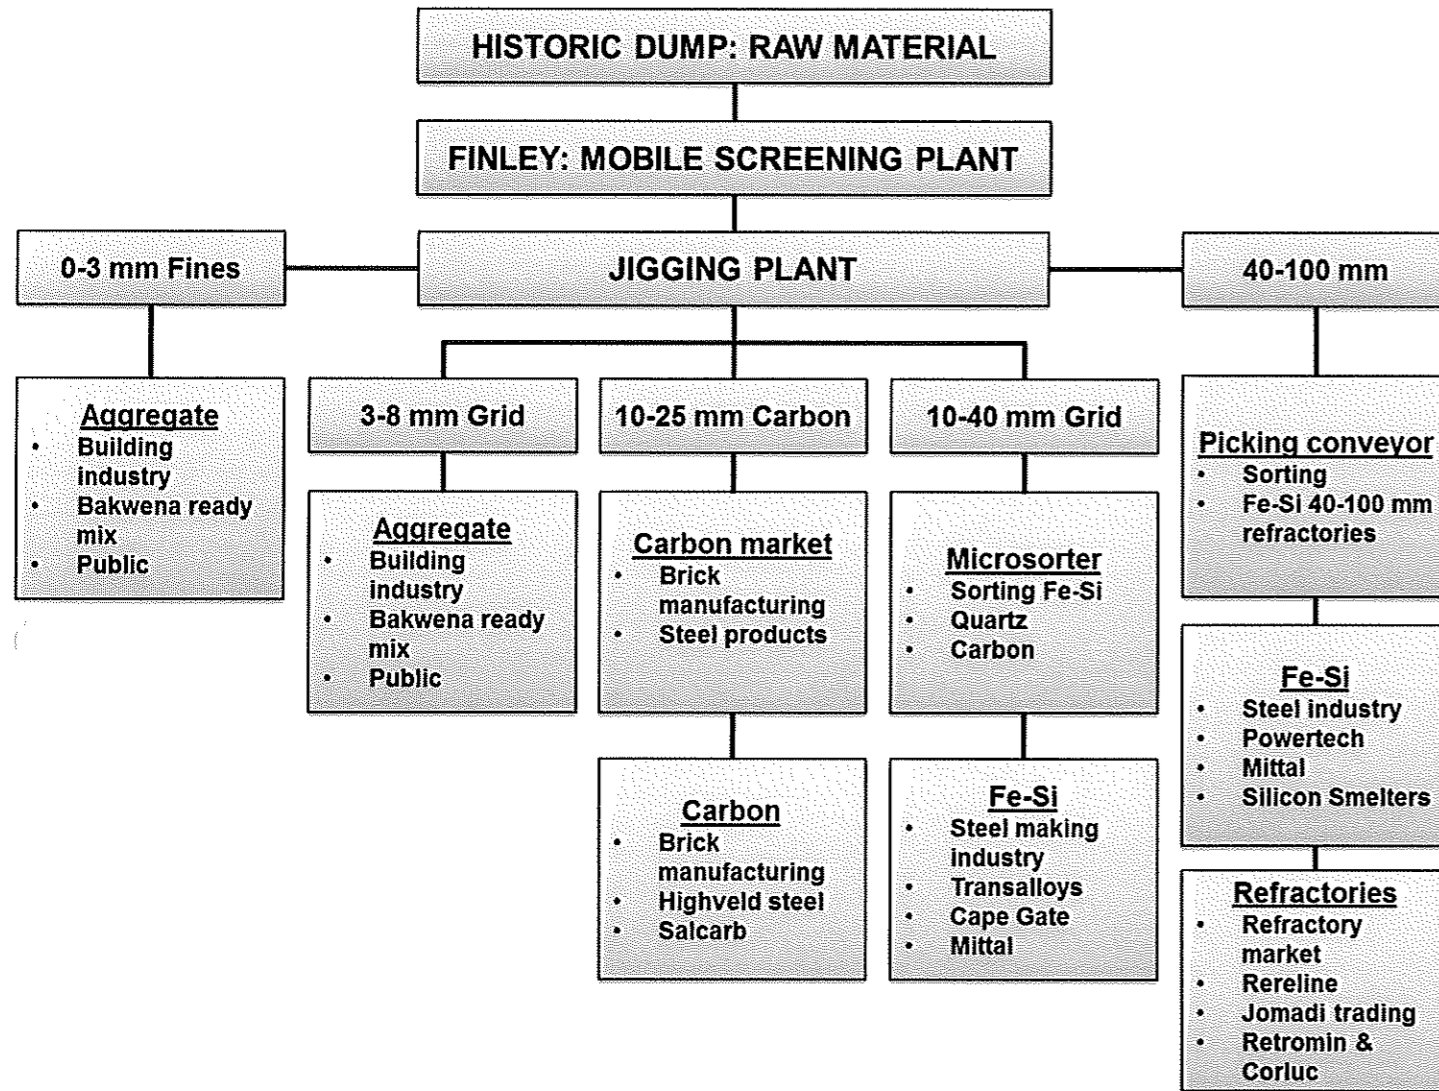 HISTORIC DUMP: RAW MATERIAL
FINLEY: MOBILE SCREENING PLANT
0-3 mm Fines
JIGGING PLANT
40-100 mm
Aggregate
• Building
industry
• Bakwena ready
mix
• Public
3-8 mm Grid
Aggregate
• Building
industry
• Bakwena ready
mix
• Public
10-25 mm Carbon
Carbon market
• Brick
manufacturing
• Steel products
Carbon
• Brick
manufacturing
• Highveld steel
• Salcarb
10-40 mm Grid
Microsorter
• Sorting Fe-Si
• Quartz
• Carbon
Fe-Si
• Steel making
industry
• Transalloys
• Cape Gate
• Mittal
Picking conveyor
• Sorting
• Fe-Si 40-100 mm
refractories
Fe-Si
• Steel industry
• Powertech
• Mittal
• Silicon Smelters
Refractories
• Refractory
market
• Rereline
• Jomadi trading
• Retromin &
Corluc